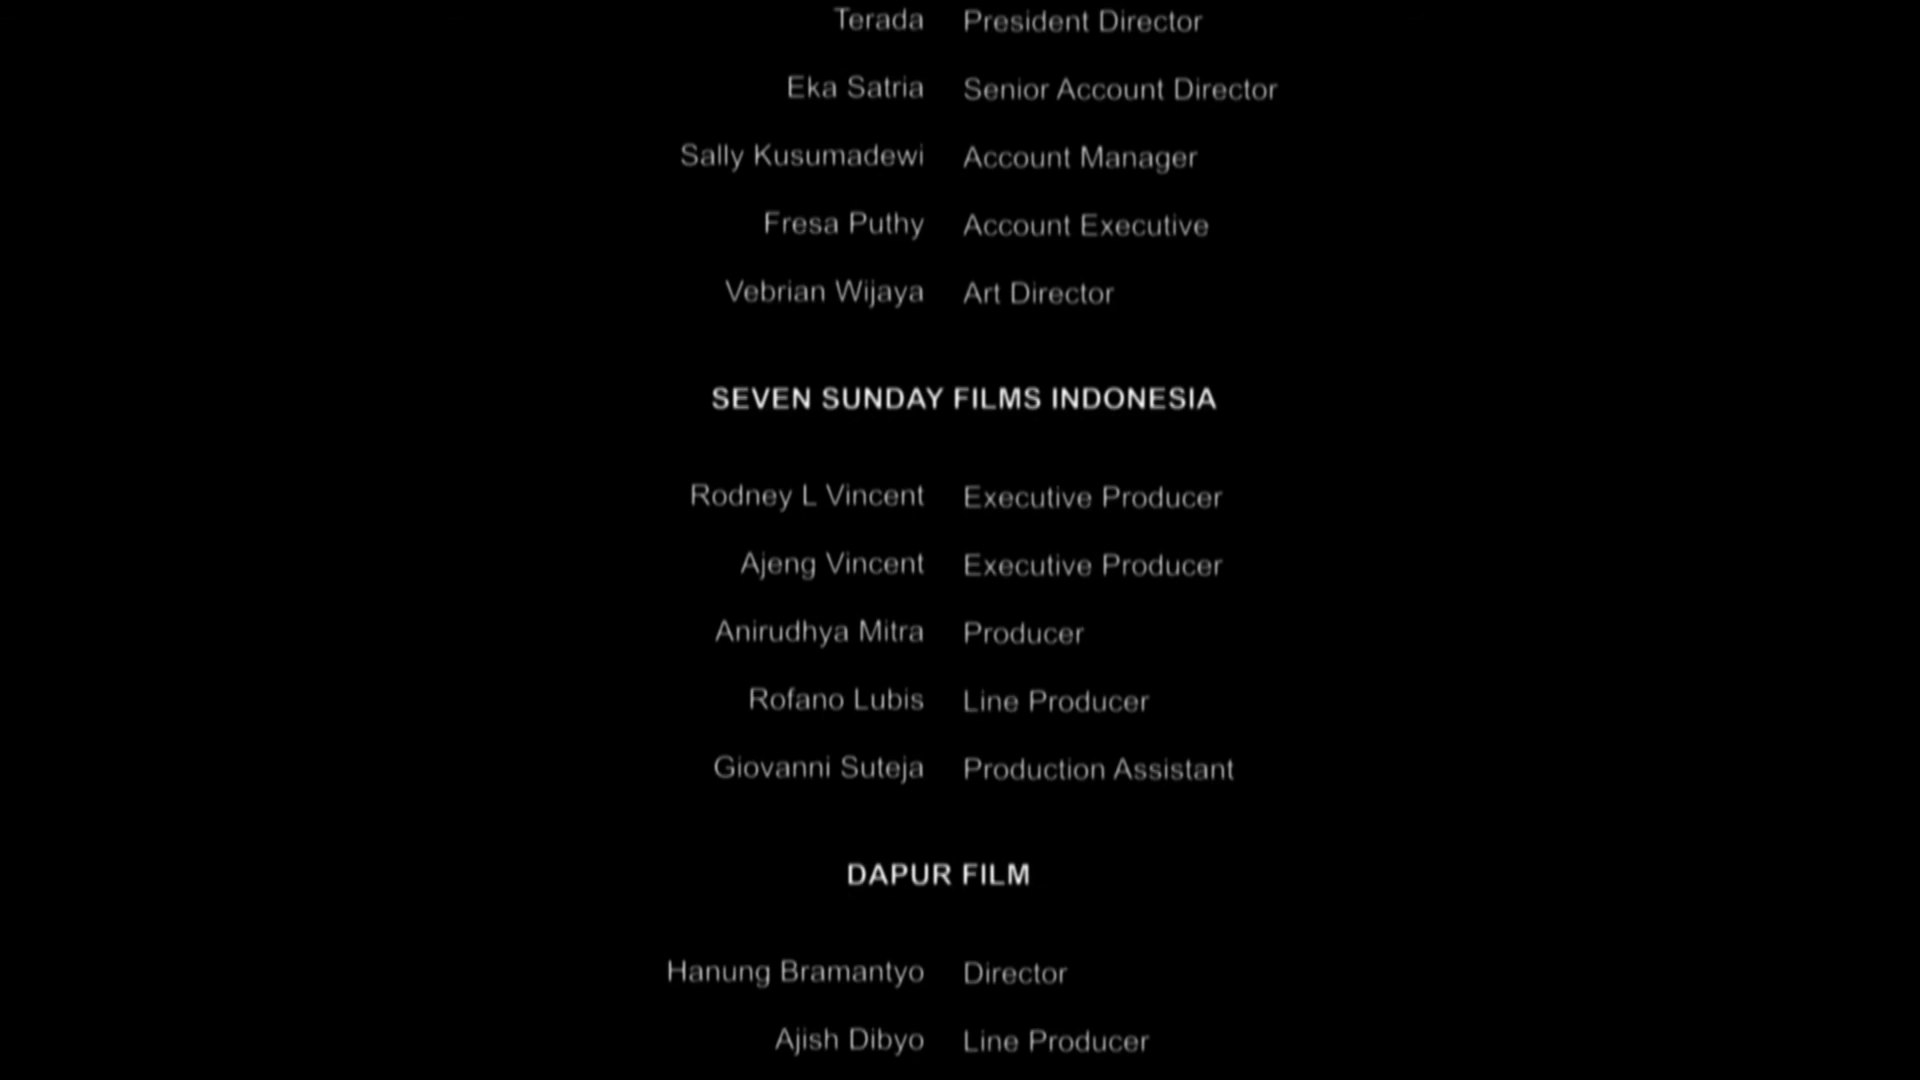 Terada President Director
Eka Satria Senior Account Director
Sally Kusumadewi Account Manager
Fresa Puthy Account Executive
Vebrian Wijaya Art Director
SEVEN SUNDAY FILMS INDONESIA
Rodney L Vincent Executive Producer
Ajeng Vincent Executive Producer
Anirudhya Mitra Producer
Rofano Lubis Line Producer
Giovanni Suteja Production Assistant
DAPUR FILM
Hanung Bramantyo Director
Ajish Dibyo Line Producer